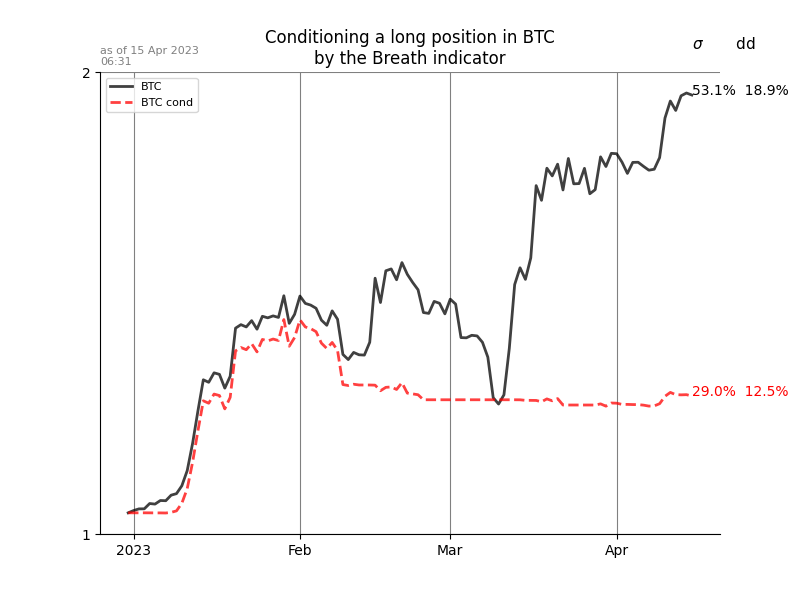 Conditioning a long position in BTC
by the Breath indicator
σ dd
as of 15 Apr 2023
06:31
2
BTC
BTC cond
53.1% 18.9%
29.0% 12.5%
1
2023 Feb Mar Apr